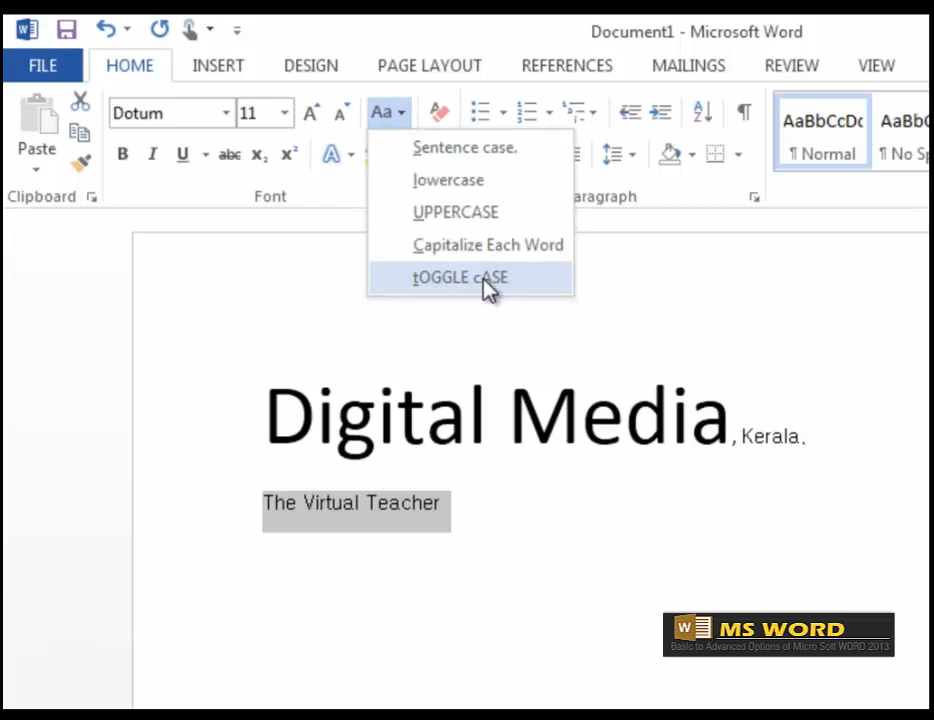 Document1 - Microsoft Word
FILE HOME INSERT DESIGN PAGE LAYOUT REFERENCES MAILINGS REVIEW VIEW
Dotum 11 Aa
AaBbCcDc AaBbC
Paste B I U abc x₂ x² A
¶ Normal ¶ No Sp
Clipboard Font aragraph
Sentence case.
lowercase
UPPERCASE
Capitalize Each Word
tOGGLE cASE
Digital Media, Kerala.
The Virtual Teacher
W MS WORD
Basic to Advanced Options of Micro Soft WORD 2013